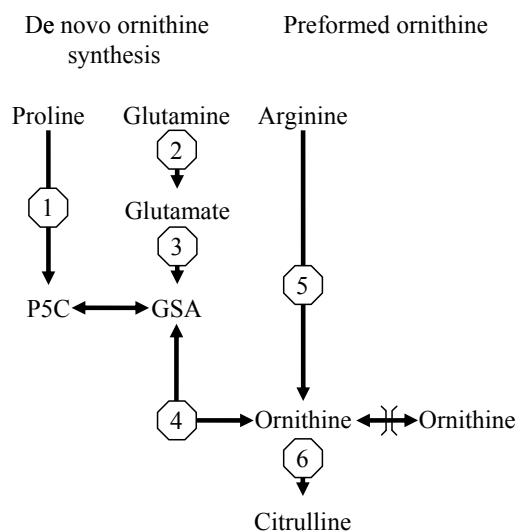 De novo ornithine
synthesis
Preformed ornithine
Proline
Glutamine
Arginine
2
1
Glutamate
3
5
P5C
GSA
4
Ornithine
Ornithine
6
Citrulline